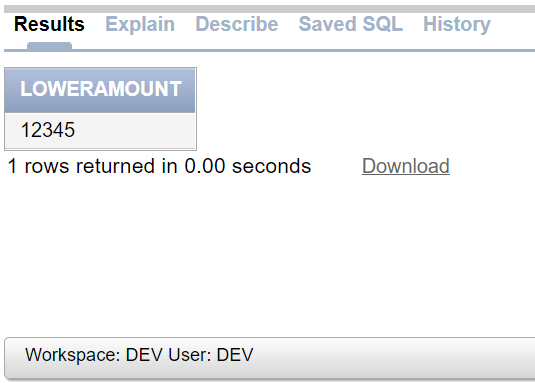 Results Explain Describe Saved SQL History
LOWERAMOUNT
12345
1 rows returned in 0.00 seconds Download
Workspace: DEV User: DEV